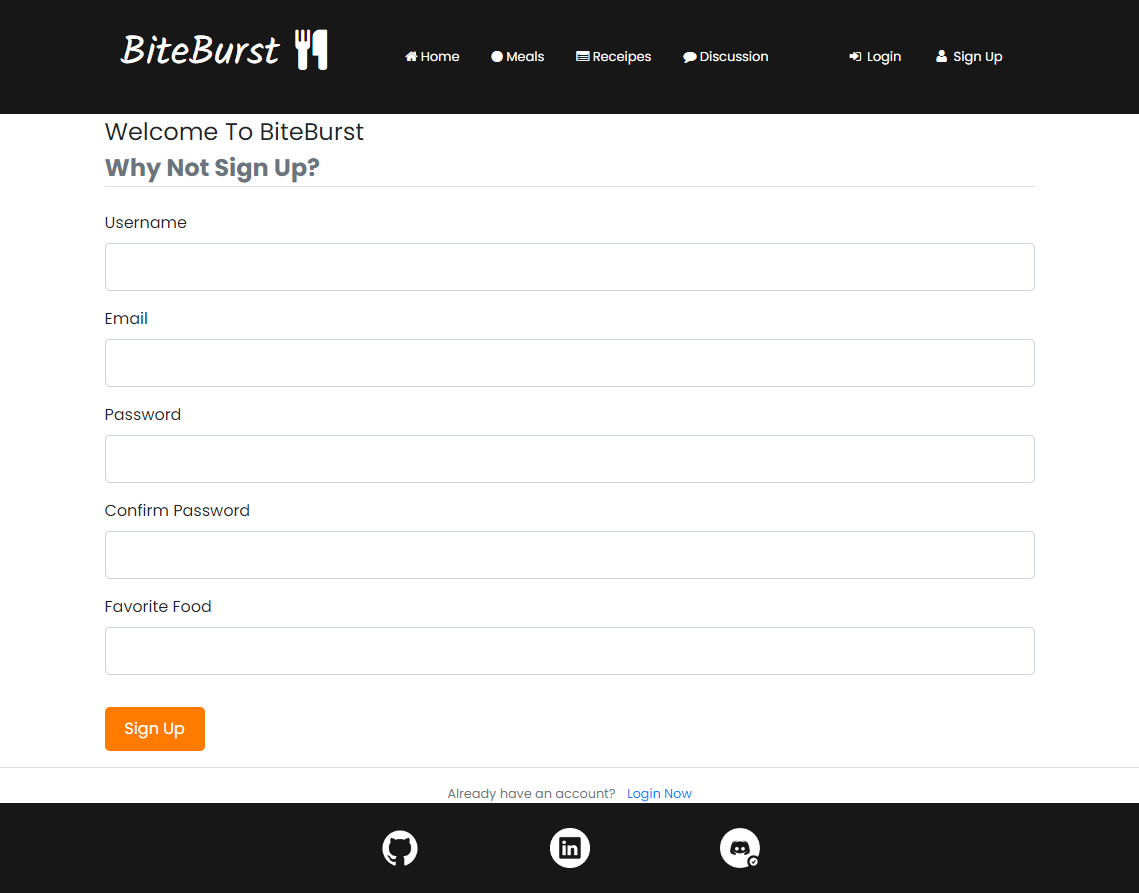 BiteBurst
Home Meals Receipes Discussion Login Sign Up
Welcome To BiteBurst
Why Not Sign Up?
Username
Email
Password
Confirm Password
Favorite Food
Sign Up
Already have an account? Login Now
in